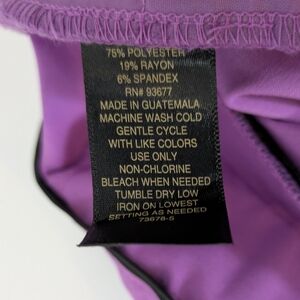 75% POLYESTER
19% RAYON
6% SPANDEX
RN# 93677
MADE IN GUATEMALA
MACHINE WASH COLD
GENTLE CYCLE
WITH LIKE COLORS
USE ONLY
NON-CHLORINE
BLEACH WHEN NEEDED
TUMBLE DRY LOW
IRON ON LOWEST
SETTING AS NEEDED
73678-5